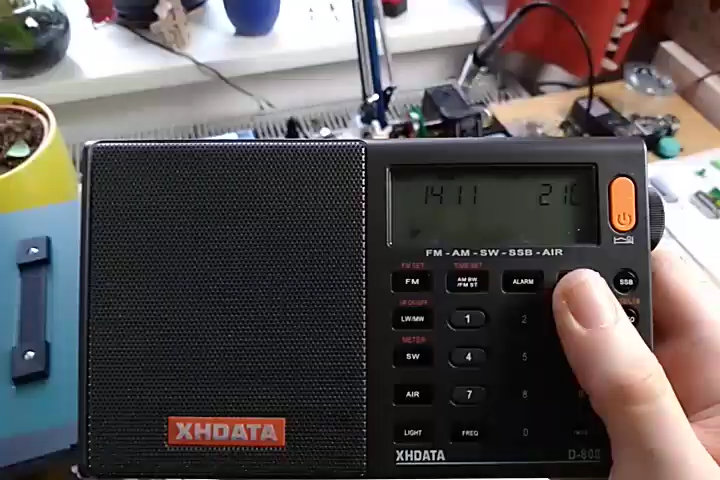 1411 21C
FM - AM - SW - SSB - AIR
FM SET TIME SET
FM AM BW /FM ST ALARM SSB
LW/MW 1 2
METER
SW 4 5
AIR 7 8
LIGHT FREQ 0
XHDATA
XHDATA D-808